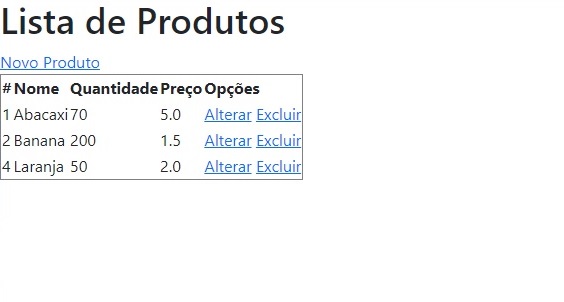 Lista de Produtos
Novo Produto
# Nome Quantidade Preço Opções
1 Abacaxi 70 5.0 Alterar Excluir
2 Banana 200 1.5 Alterar Excluir
4 Laranja 50 2.0 Alterar Excluir